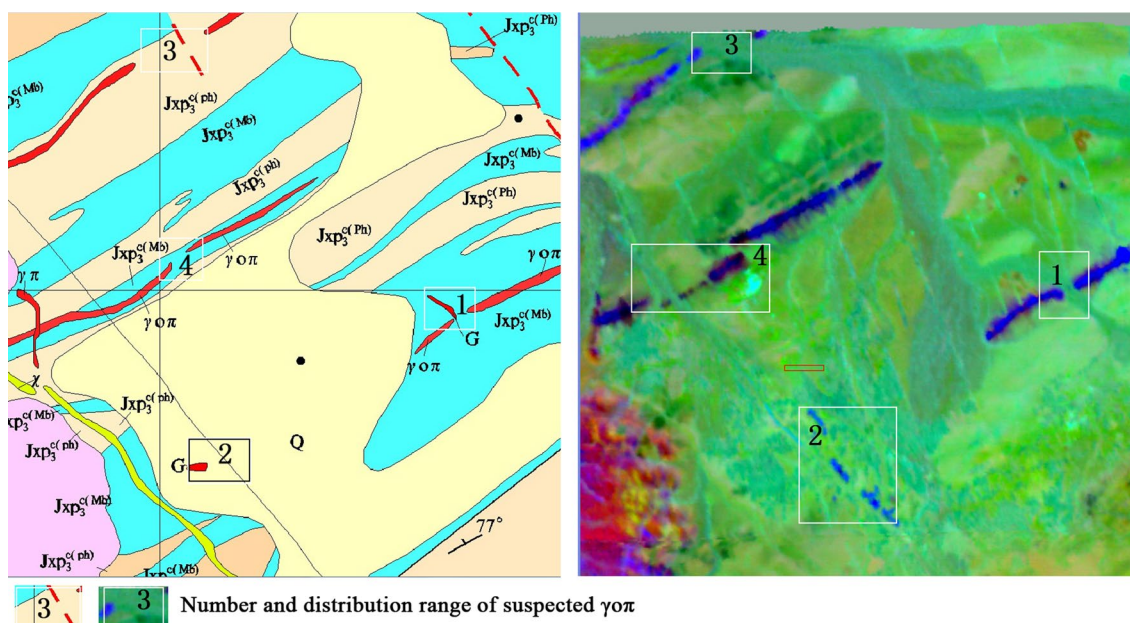 Jxp₃ᶜ⁽ᴾʰ⁾
3
3
Jxp₃ᶜ⁽ᴹᵇ⁾
Jxp₃ᶜ⁽ᵖʰ⁾
Jxp₃ᶜ⁽ᴹᵇ⁾
Jxp₃ᶜ⁽ᴹᵇ⁾
Jxp₃ᶜ⁽ᵖʰ⁾
Jxp₃ᶜ⁽ᴾʰ⁾
Jxp₃ᶜ⁽ᴾʰ⁾
Jxp₃ᶜ⁽ᴹᵇ⁾
4
γοπ
γοπ
4
γπ
1
1
γοπ
G
Jxp₃ᶜ⁽ᴹᵇ⁾
γοπ
χ
Jxp₃ᶜ⁽ᵖʰ⁾
Jxp₃ᶜ⁽ᴹᵇ⁾
Jxp₃ᶜ⁽ᵖʰ⁾
2
Q
2
G
Jxp₃ᶜ⁽ᴹᵇ⁾
77°
Jxp₃ᶜ⁽ᵖʰ⁾
Jxp₃ᶜ⁽ᴹᵇ⁾
3
3
Number and distribution range of suspected γοπ